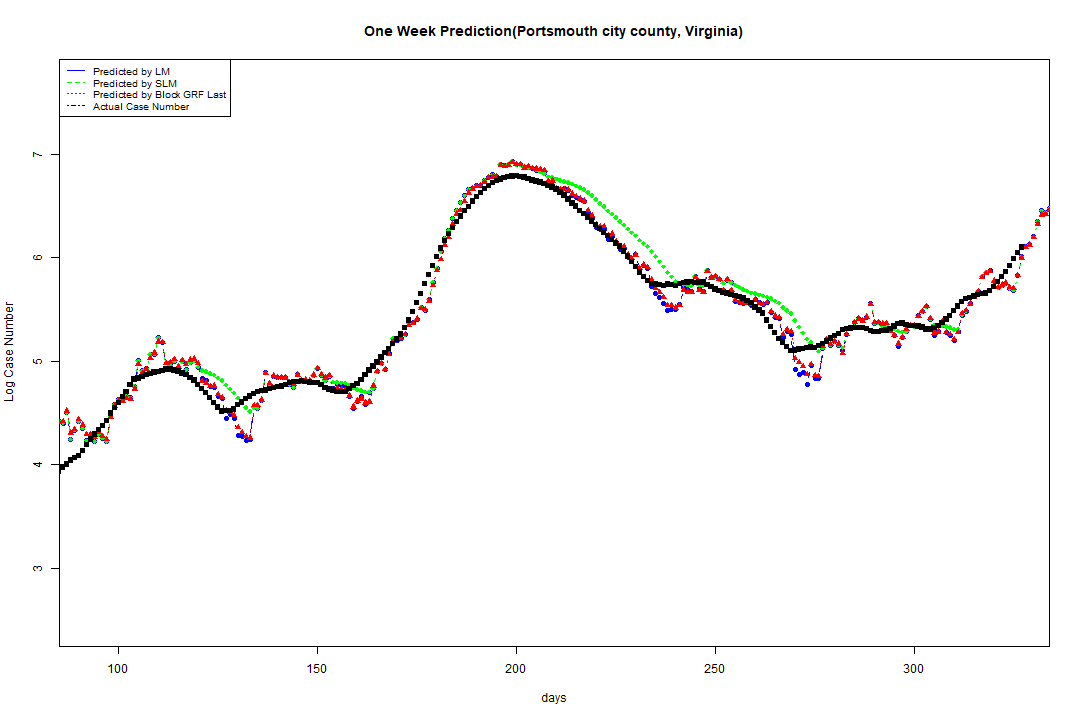 One Week Prediction(Portsmouth city county, Virginia)
Predicted by LM
Predicted by SLM
Predicted by Block GRF Last
Actual Case Number
7
6
5
4
3
Log Case Number
100 150 200 250 300
days